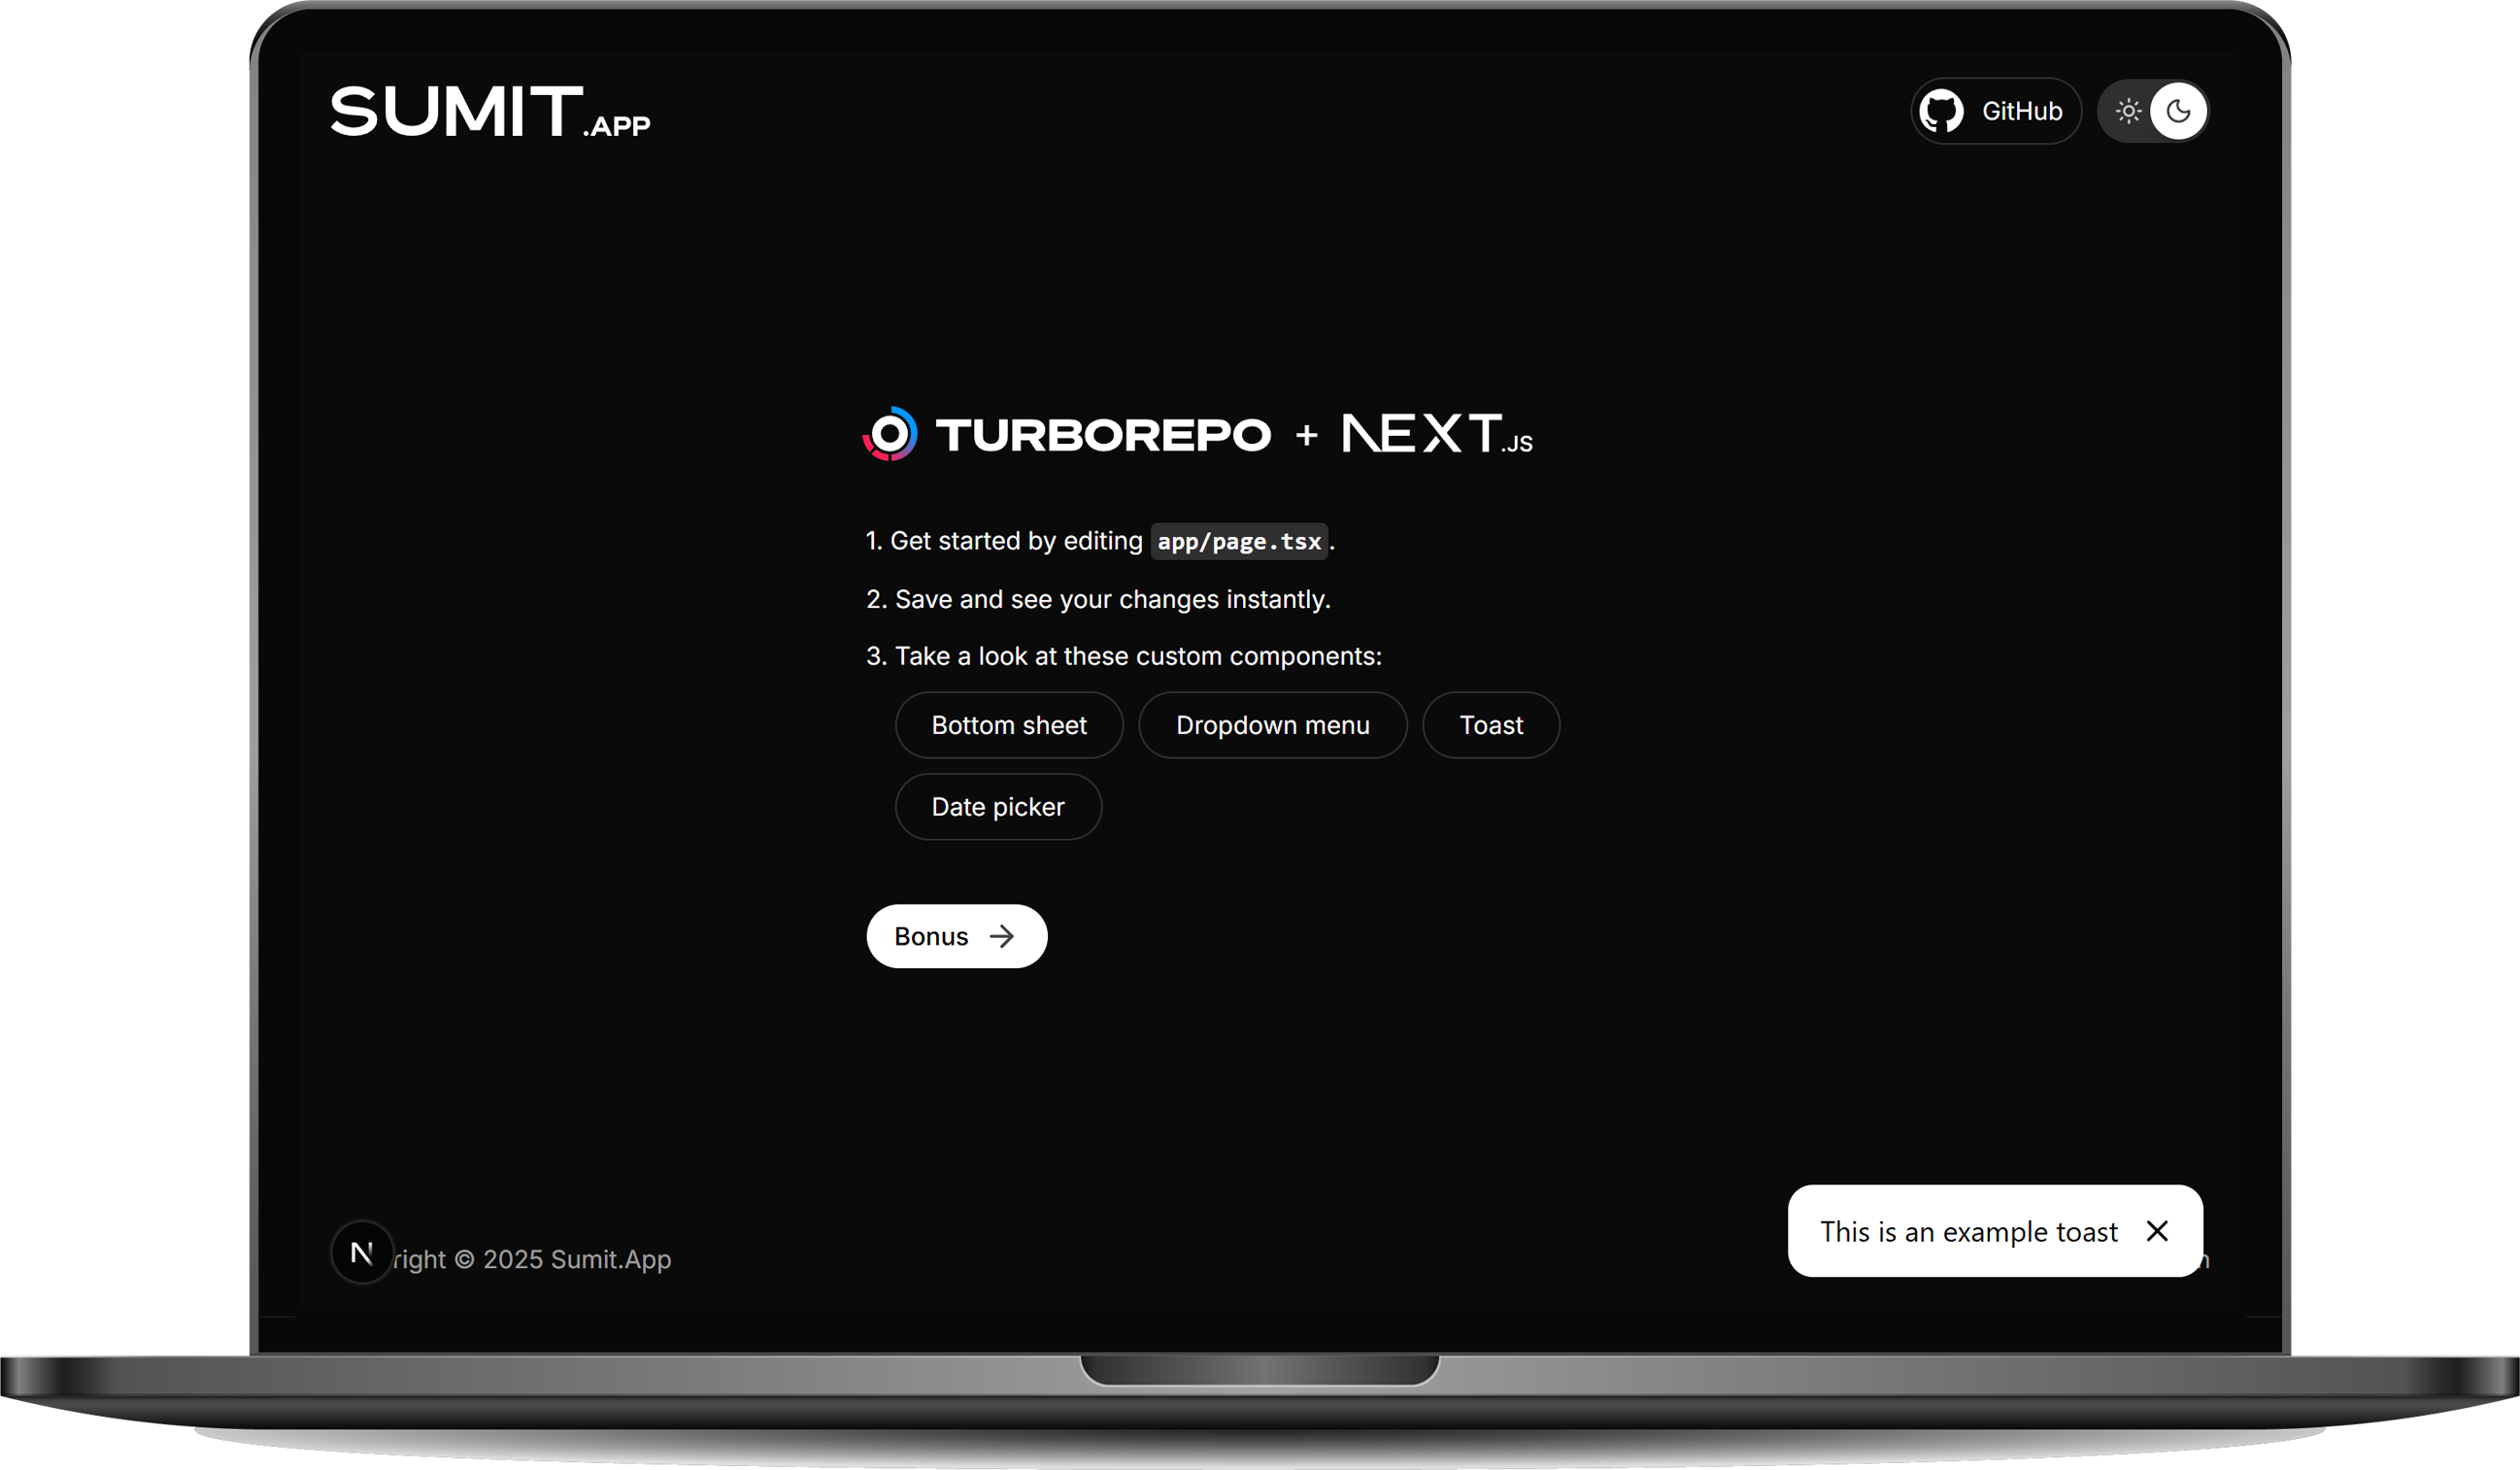 SUMIT.APP
GitHub
TURBOREPO + NEXT.JS
1. Get started by editing app/page.tsx.
2. Save and see your changes instantly.
3. Take a look at these custom components:
Bottom sheet Dropdown menu Toast
Date picker
Bonus
This is an example toast
N
right © 2025 Sumit.App